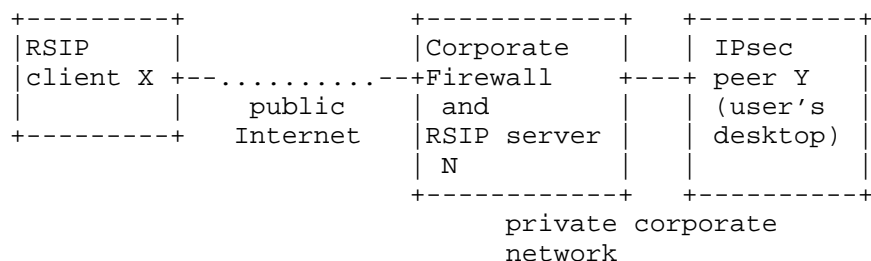 +---------+             +------------+   +----------+
|RSIP     |             |Corporate   |   | IPsec    |
|client X +--..........--+Firewall    +---+ peer Y   |
|         |   public    | and        |   | (user's  |
+---------+  Internet   |RSIP server |   | desktop) |
                        | N          |   |          |
                        +------------+   +----------+
                              private corporate
                              network